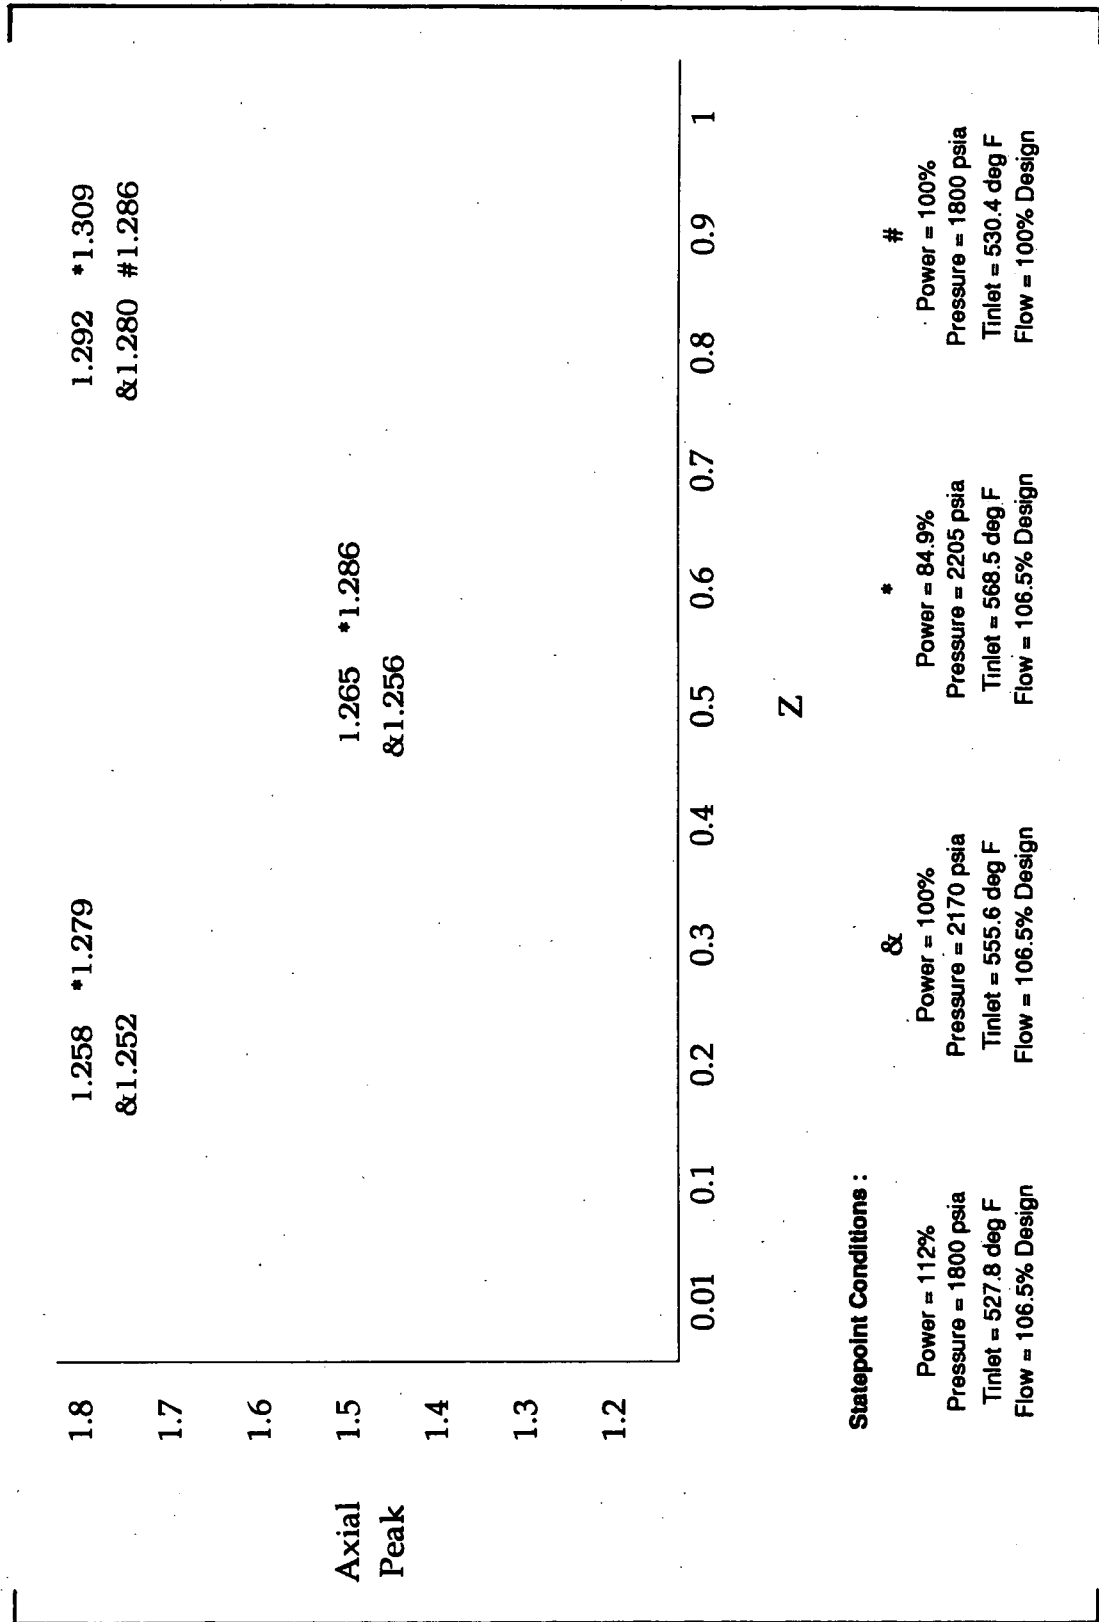 1.8
1.258 *1.279
1.292 *1.309
&1.252
&1.280 #1.286
1.7
1.6
Axial
Peak
1.5
1.265 *1.286
&1.256
1.4
1.3
1.2
0.01 0.1 0.2 0.3 0.4 0.5 0.6 0.7 0.8 0.9 1
Z
Statepoint Conditions :
Power = 112%
Pressure = 1800 psia
Tinlet = 527.8 deg F
Flow = 106.5% Design
&
Power = 100%
Pressure = 2170 psia
Tinlet = 555.6 deg F
Flow = 106.5% Design
*
Power = 84.9%
Pressure = 2205 psia
Tinlet = 568.5 deg F
Flow = 106.5% Design
#
Power = 100%
Pressure = 1800 psia
Tinlet = 530.4 deg F
Flow = 100% Design